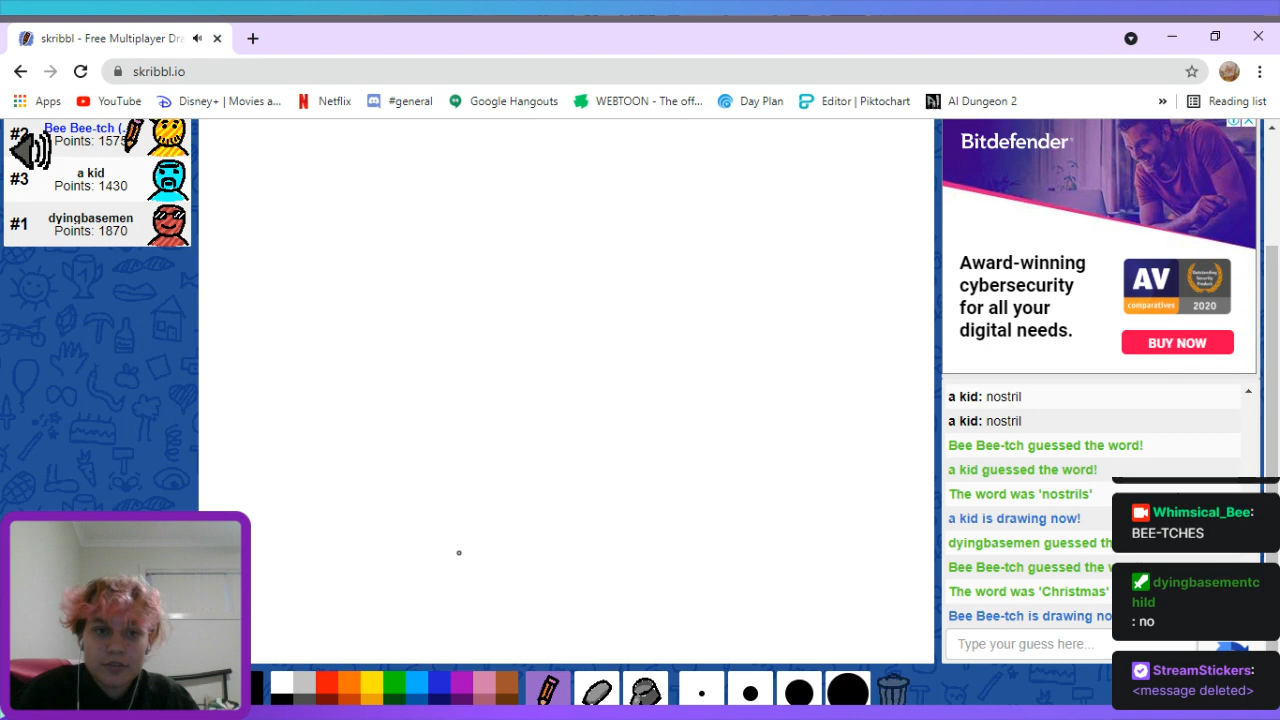 skribbl - Free Multiplayer Dra
skribbl.io
Apps YouTube Disney+ | Movies a... Netflix #general Google Hangouts WEBTOON - The off... Day Plan Editor | Piktochart AI Dungeon 2 » Reading list
#2 Bee Bee-tch (.
Points: 1575
#3 a kid
Points: 1430
#1 dyingbasemen
Points: 1870
Bitdefender
Award-winning
cybersecurity
for all your
digital needs.
AV
comparatives 2020
BUY NOW
a kid: nostril
a kid: nostril
Bee Bee-tch guessed the word!
a kid guessed the word!
The word was 'nostrils'
a kid is drawing now!
dyingbasemen guessed th
Bee Bee-tch guessed the w
The word was 'Christmas'
Bee Bee-tch is drawing no
Type your guess here...
Whimsical_Bee:
BEE-TCHES
dyingbasementc
hild
: no
StreamStickers:
<message deleted>